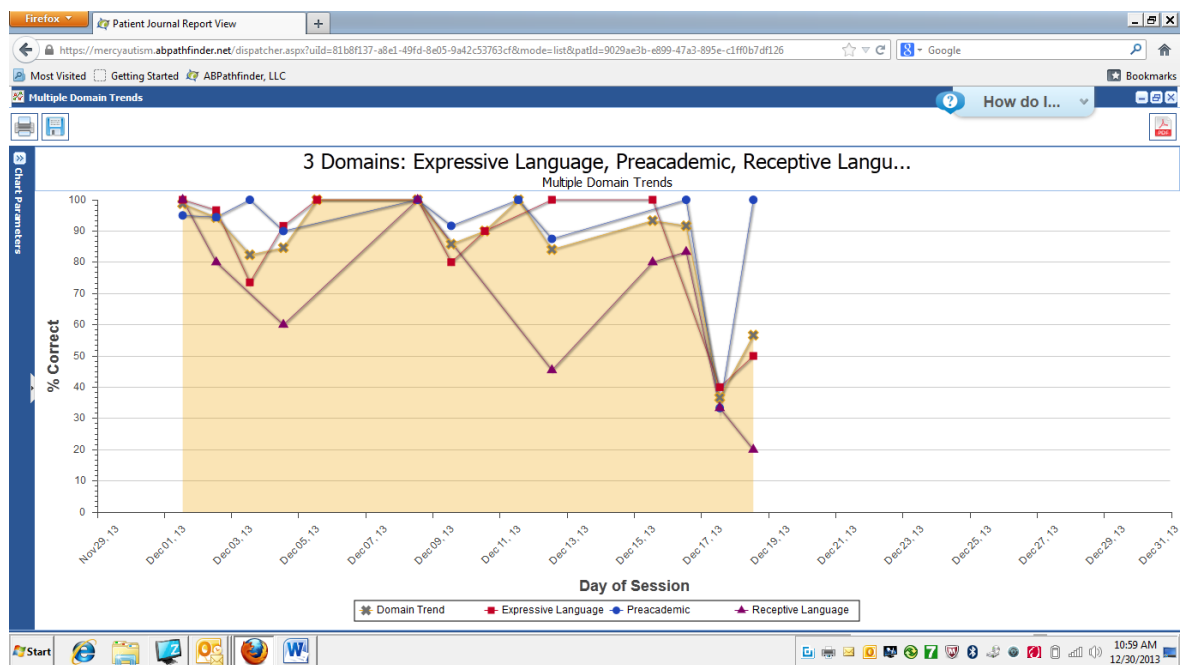 Firefox
Patient Journal Report View
https://mercyautism.abpathfinder.net/dispatcher.aspx?uiId=81b8f137-a8e1-49fd-8e05-9a42c53763cf&mode=list&patId=9029ae3b-e899-47a3-895e-c1ff0b7df126
Google
Most Visited Getting Started ABPathfinder, LLC Bookmarks
Multiple Domain Trends
How do I...
PDF
Chart Parameters
3 Domains: Expressive Language, Preacademic, Receptive Langu...
Multiple Domain Trends
% Correct
100
90
80
70
60
50
40
30
20
10
0
Nov 29, 13 Dec 01, 13 Dec 03, 13 Dec 05, 13 Dec 07, 13 Dec 09, 13 Dec 11, 13 Dec 13, 13 Dec 15, 13 Dec 17, 13 Dec 19, 13 Dec 21, 13 Dec 23, 13 Dec 25, 13 Dec 27, 13 Dec 29, 13 Dec 31, 13
Day of Session
Domain Trend Expressive Language Preacademic Receptive Language
Start
10:59 AM
12/30/2013